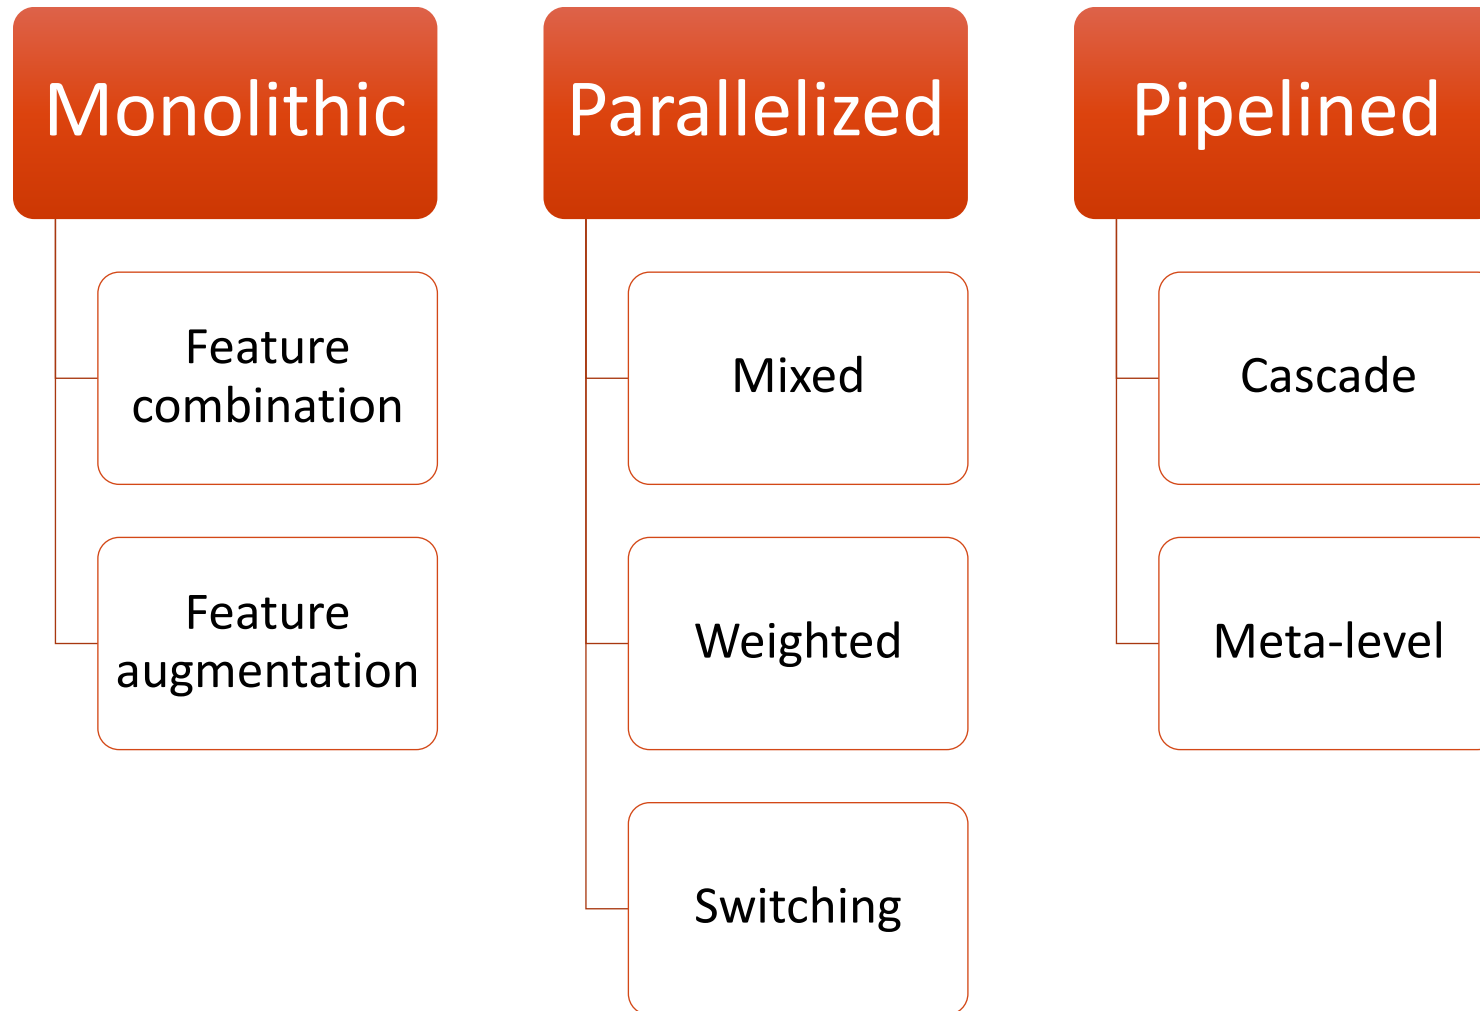 Monolithic
Feature
combination
Feature
augmentation
Parallelized
Mixed
Weighted
Switching
Pipelined
Cascade
Meta-level